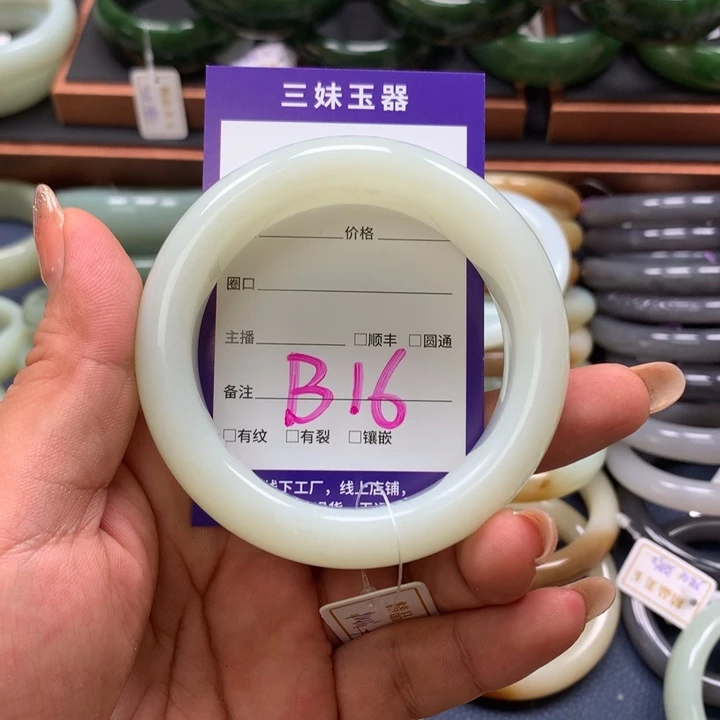 三妹玉器
价格
圈口
主播 □顺丰 □圆通
备注 B16
□有纹 □有裂 □镶嵌
线下工厂，线上店铺，